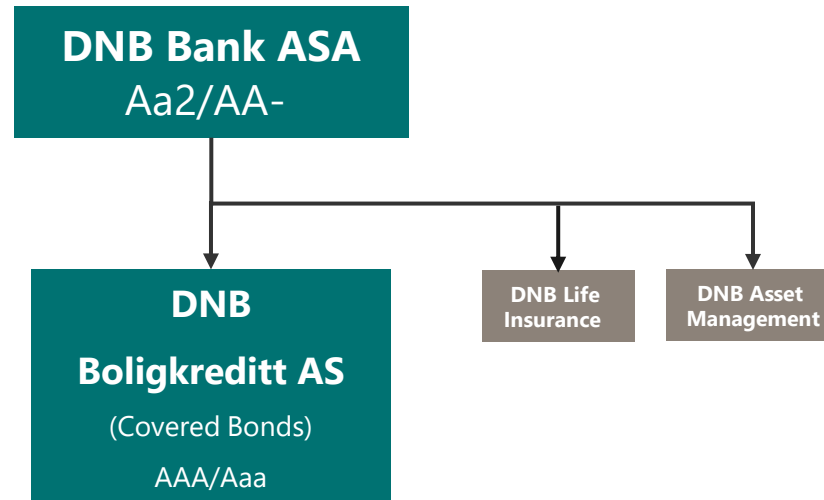 DNB Bank ASA
Aa2/AA-
DNB
Boligkreditt AS
(Covered Bonds)
AAA/Aaa
DNB Life
Insurance
DNB Asset
Management